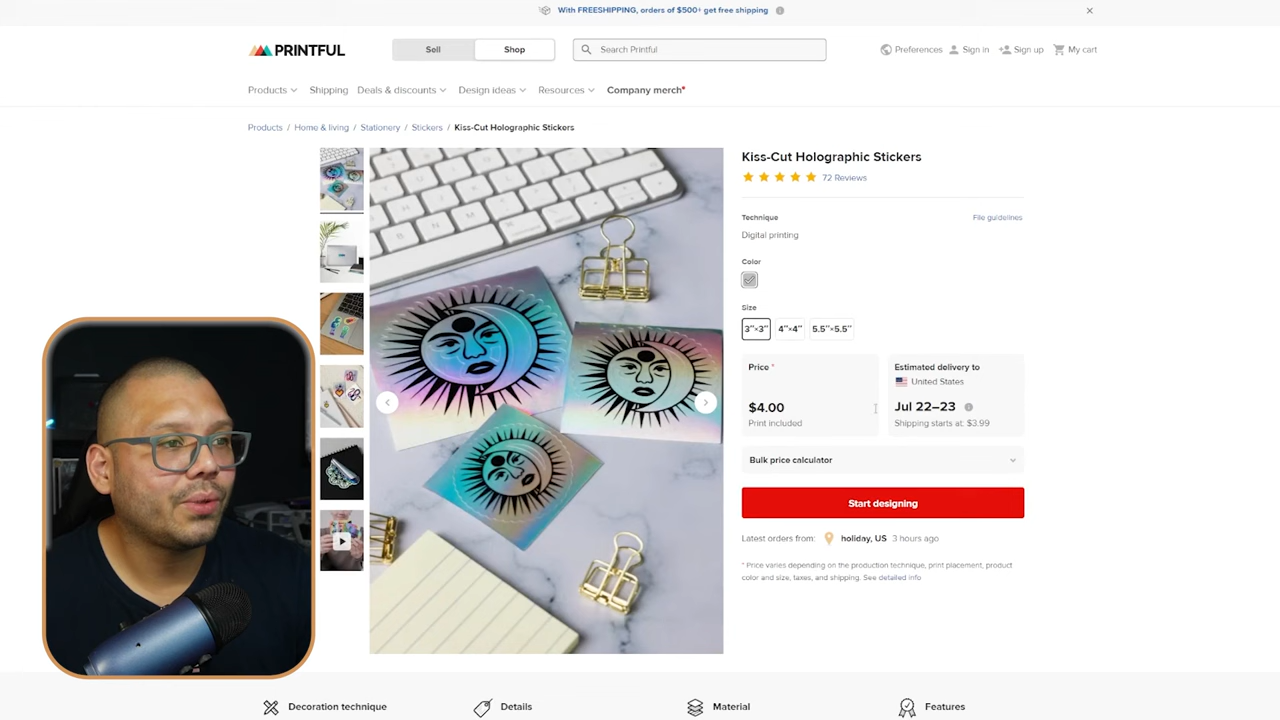 With FREESHIPPING, orders of $500+ get free shipping
PRINTFUL
Sell
Shop
Search Printful
Preferences
Sign in
Sign up
My cart
Products
Shipping
Deals & discounts
Design ideas
Resources
Company merch*
Products / Home & living / Stationery / Stickers / Kiss-Cut Holographic Stickers
Kiss-Cut Holographic Stickers
72 Reviews
Technique
File guidelines
Digital printing
Color
Size
3″×3″
4″×4″
5.5″×5.5″
Price *
$4.00
Print included
Estimated delivery to
United States
Jul 22–23
Shipping starts at: $3.99
Bulk price calculator
Start designing
Latest orders from: holiday, US 3 hours ago
* Price varies depending on the production technique, print placement, product
color and size, taxes, and shipping. See detailed info
Decoration technique
Details
Material
Features